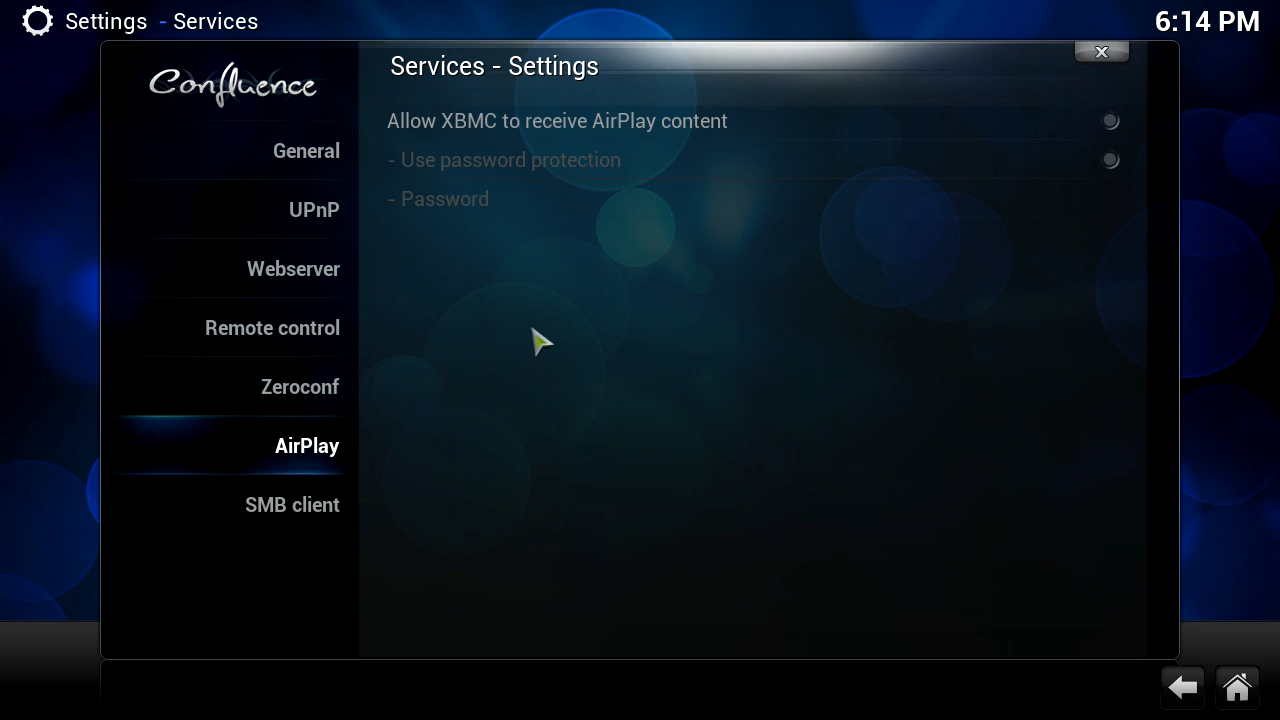 Settings - Services
6:14 PM
Confluence
Services - Settings
General
UPnP
Webserver
Remote control
Zeroconf
AirPlay
SMB client
Allow XBMC to receive AirPlay content
- Use password protection
- Password